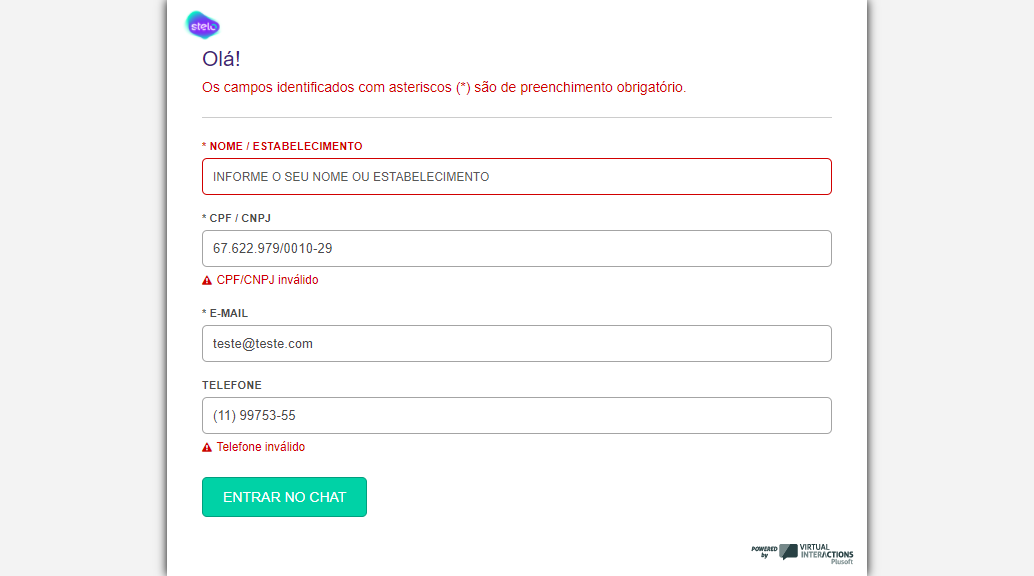 stelo
Olá!
Os campos identificados com asteriscos (*) são de preenchimento obrigatório.
* NOME / ESTABELECIMENTO
INFORME O SEU NOME OU ESTABELECIMENTO
* CPF / CNPJ
67.622.979/0010-29
CPF/CNPJ inválido
* E-MAIL
teste@teste.com
TELEFONE
(11) 99753-55
Telefone inválido
ENTRAR NO CHAT
POWERED by VIRTUAL INTERACTIONS
Plusoft